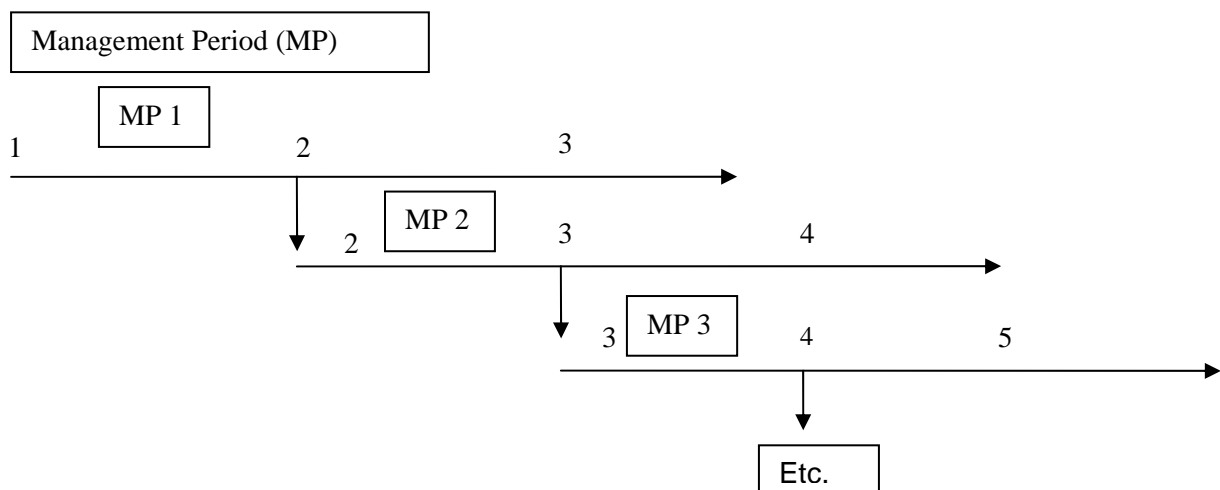 Management Period (MP)
MP 1
1 2 3
MP 2
2 3 4
MP 3
3 4 5
Etc.